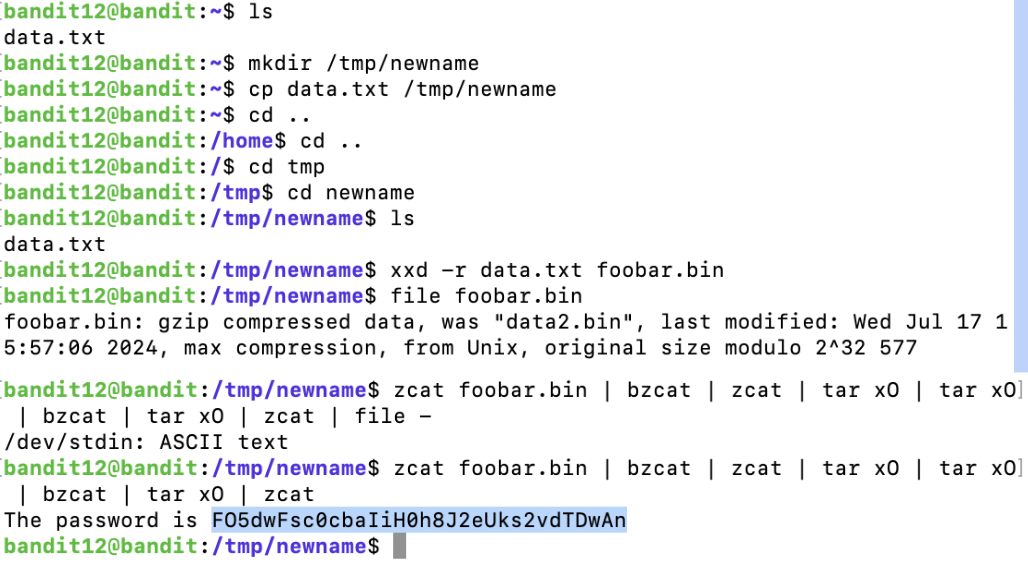 [bandit12@bandit:~$ ls
data.txt
[bandit12@bandit:~$ mkdir /tmp/newname
[bandit12@bandit:~$ cp data.txt /tmp/newname
[bandit12@bandit:~$ cd ..
[bandit12@bandit:/home$ cd ..
[bandit12@bandit:/$ cd tmp
[bandit12@bandit:/tmp$ cd newname
[bandit12@bandit:/tmp/newname$ ls
data.txt
[bandit12@bandit:/tmp/newname$ xxd -r data.txt foobar.bin
[bandit12@bandit:/tmp/newname$ file foobar.bin
foobar.bin: gzip compressed data, was "data2.bin", last modified: Wed Jul 17 1
5:57:06 2024, max compression, from Unix, original size modulo 2^32 577
[bandit12@bandit:/tmp/newname$ zcat foobar.bin | bzcat | zcat | tar xO | tar xO]
 | bzcat | tar xO | zcat | file -
/dev/stdin: ASCII text
[bandit12@bandit:/tmp/newname$ zcat foobar.bin | bzcat | zcat | tar xO | tar xO]
 | bzcat | tar xO | zcat
The password is FO5dwFsc0cbaIiH0h8J2eUks2vdTDwAn
bandit12@bandit:/tmp/newname$